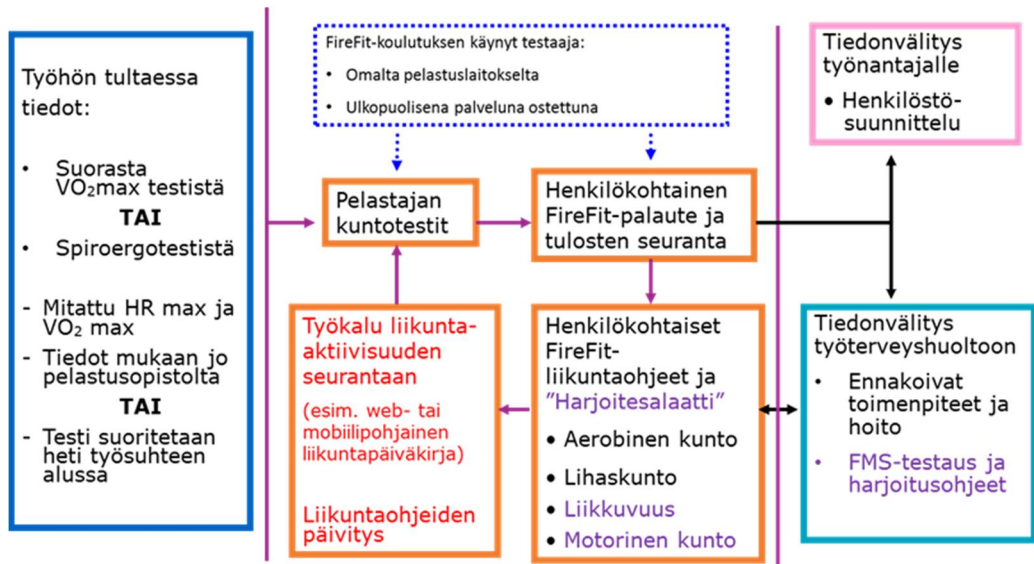 Työhön tultaessa
tiedot:
• Suorasta
VO₂max testistä
TAI
• Spiroergotestistä
- Mitattu HR max ja
VO₂ max
- Tiedot mukaan jo
pelastusopistolta
TAI
- Testi suoritetaan
heti työsuhteen
alussa
FireFit-koulutuksen käynyt testaaja:
• Omalta pelastuslaitokselta
• Ulkopuolisena palveluna ostettuna
Pelastajan
kuntotestit
Henkilökohtainen
FireFit-palaute ja
tulosten seuranta
Työkalu liikunta-
aktiivisuuden
seurantaan
(esim. web- tai
mobiilipohjainen
liikuntapäiväkirja)
Liikuntaohjeiden
päivitys
Henkilökohtaiset
FireFit-
liikuntaohjeet ja
”Harjoitesalaatti”
• Aerobinen kunto
• Lihaskunto
• Liikkuvuus
• Motorinen kunto
Tiedonvälitys
työnantajalle
• Henkilöstö-
suunnittelu
Tiedonvälitys
työterveyshuoltoon
• Ennakoivat
toimenpiteet ja
hoito
• FMS-testaus ja
harjoitusohjeet